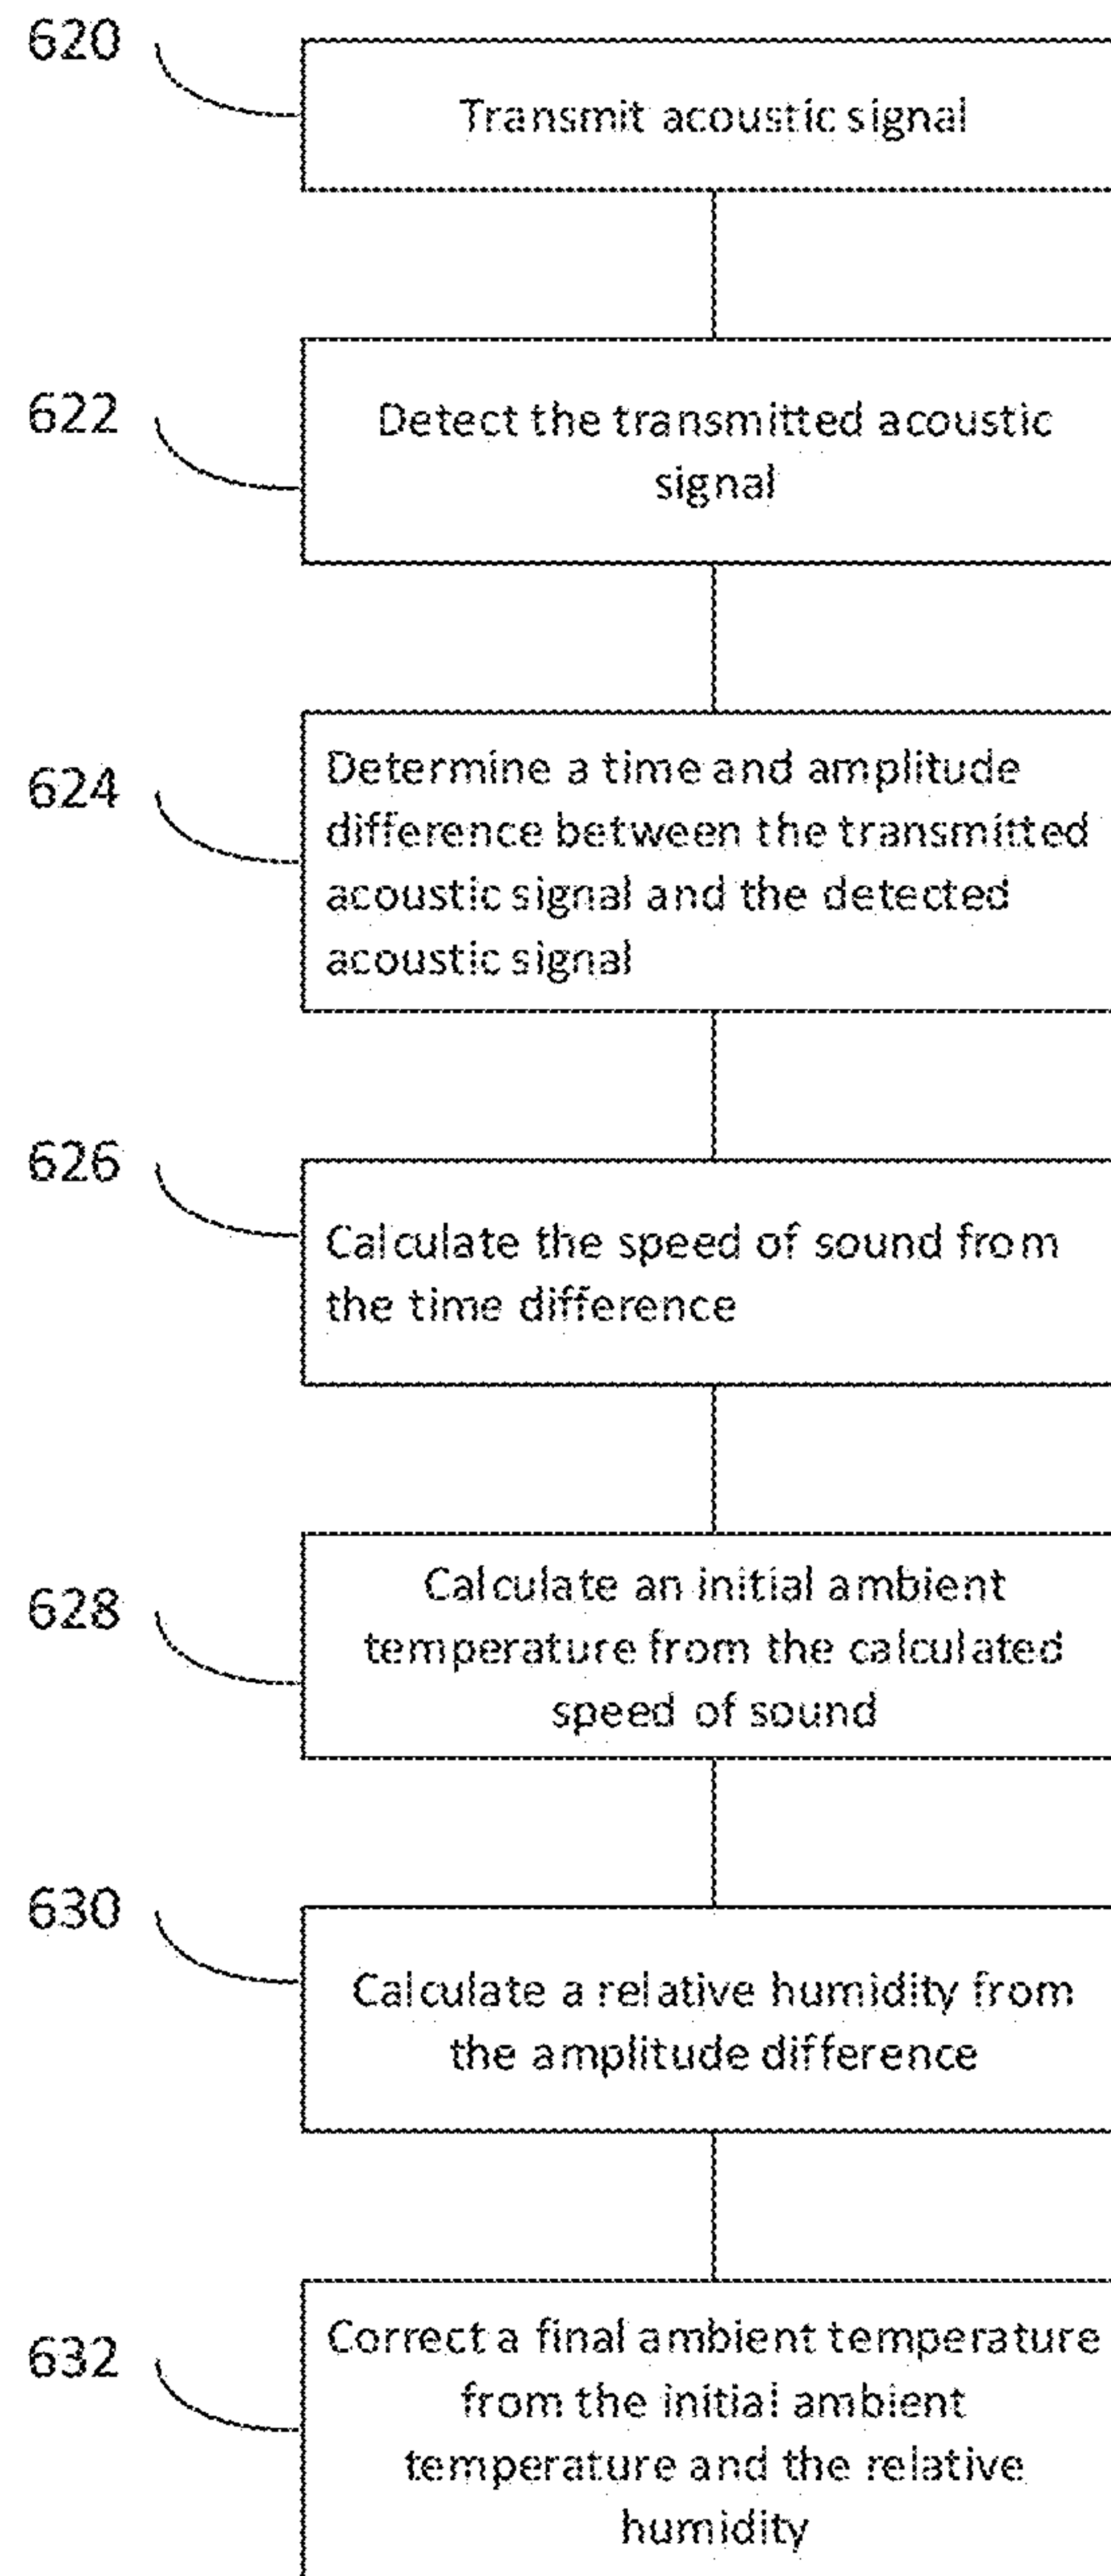 620
Transmit acoustic signal
622
Detect the transmitted acoustic
signal
624
Determine a time and amplitude
difference between the transmitted
acoustic signal and the detected
acoustic signal
626
Calculate the speed of sound from
the time difference
628
Calculate an initial ambient
temperature from the calculated
speed of sound
630
Calculate a relative humidity from
the amplitude difference
632
Correct a final ambient temperature
from the initial ambient
temperature and the relative
humidity